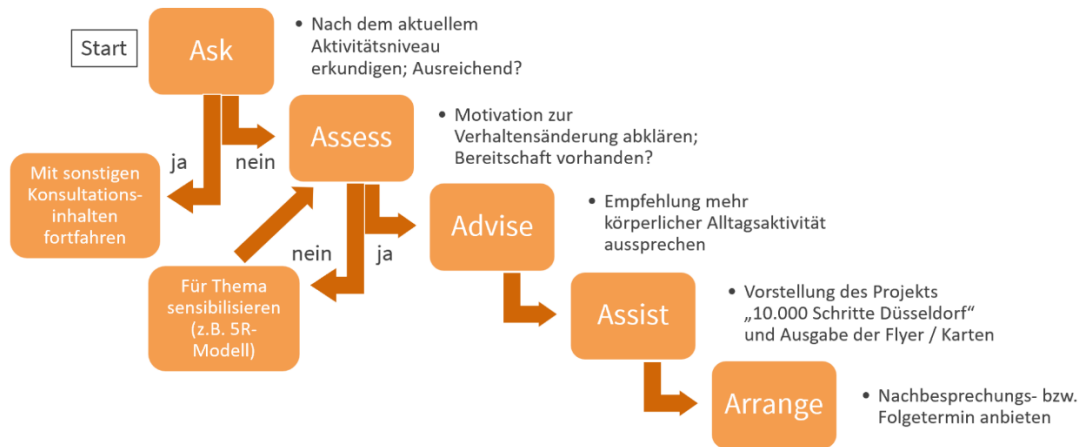 Start
Ask
• Nach dem aktuellem
Aktivitätsniveau
erkundigen; Ausreichend?
ja
nein
Mit sonstigen
Konsultations-
inhalten
fortfahren
Assess
• Motivation zur
Verhaltensänderung abklären;
Bereitschaft vorhanden?
nein
ja
Für Thema
sensibilisieren
(z.B. 5R-
Modell)
Advise
• Empfehlung mehr
körperlicher Alltagsaktivität
aussprechen
Assist
• Vorstellung des Projekts
„10.000 Schritte Düsseldorf“
und Ausgabe der Flyer / Karten
Arrange
• Nachbesprechungs- bzw.
Folgetermin anbieten